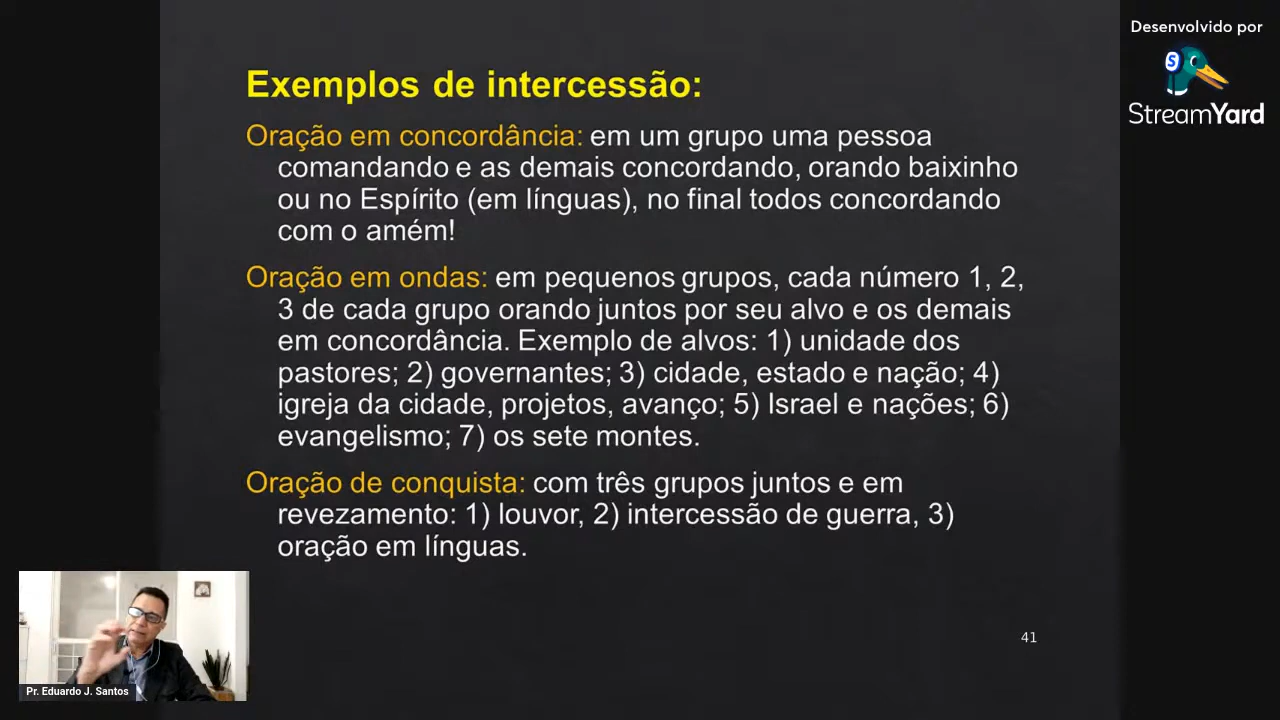 Desenvolvido por
StreamYard
Exemplos de intercessão:
Oração em concordância: em um grupo uma pessoa
comandando e as demais concordando, orando baixinho
ou no Espírito (em línguas), no final todos concordando
com o amém!
Oração em ondas: em pequenos grupos, cada número 1, 2,
3 de cada grupo orando juntos por seu alvo e os demais
em concordância. Exemplo de alvos: 1) unidade dos
pastores; 2) governantes; 3) cidade, estado e nação; 4)
igreja da cidade, projetos, avanço; 5) Israel e nações; 6)
evangelismo; 7) os sete montes.
Oração de conquista: com três grupos juntos e em
revezamento: 1) louvor, 2) intercessão de guerra, 3)
oração em línguas.
41
Pr. Eduardo J. Santos